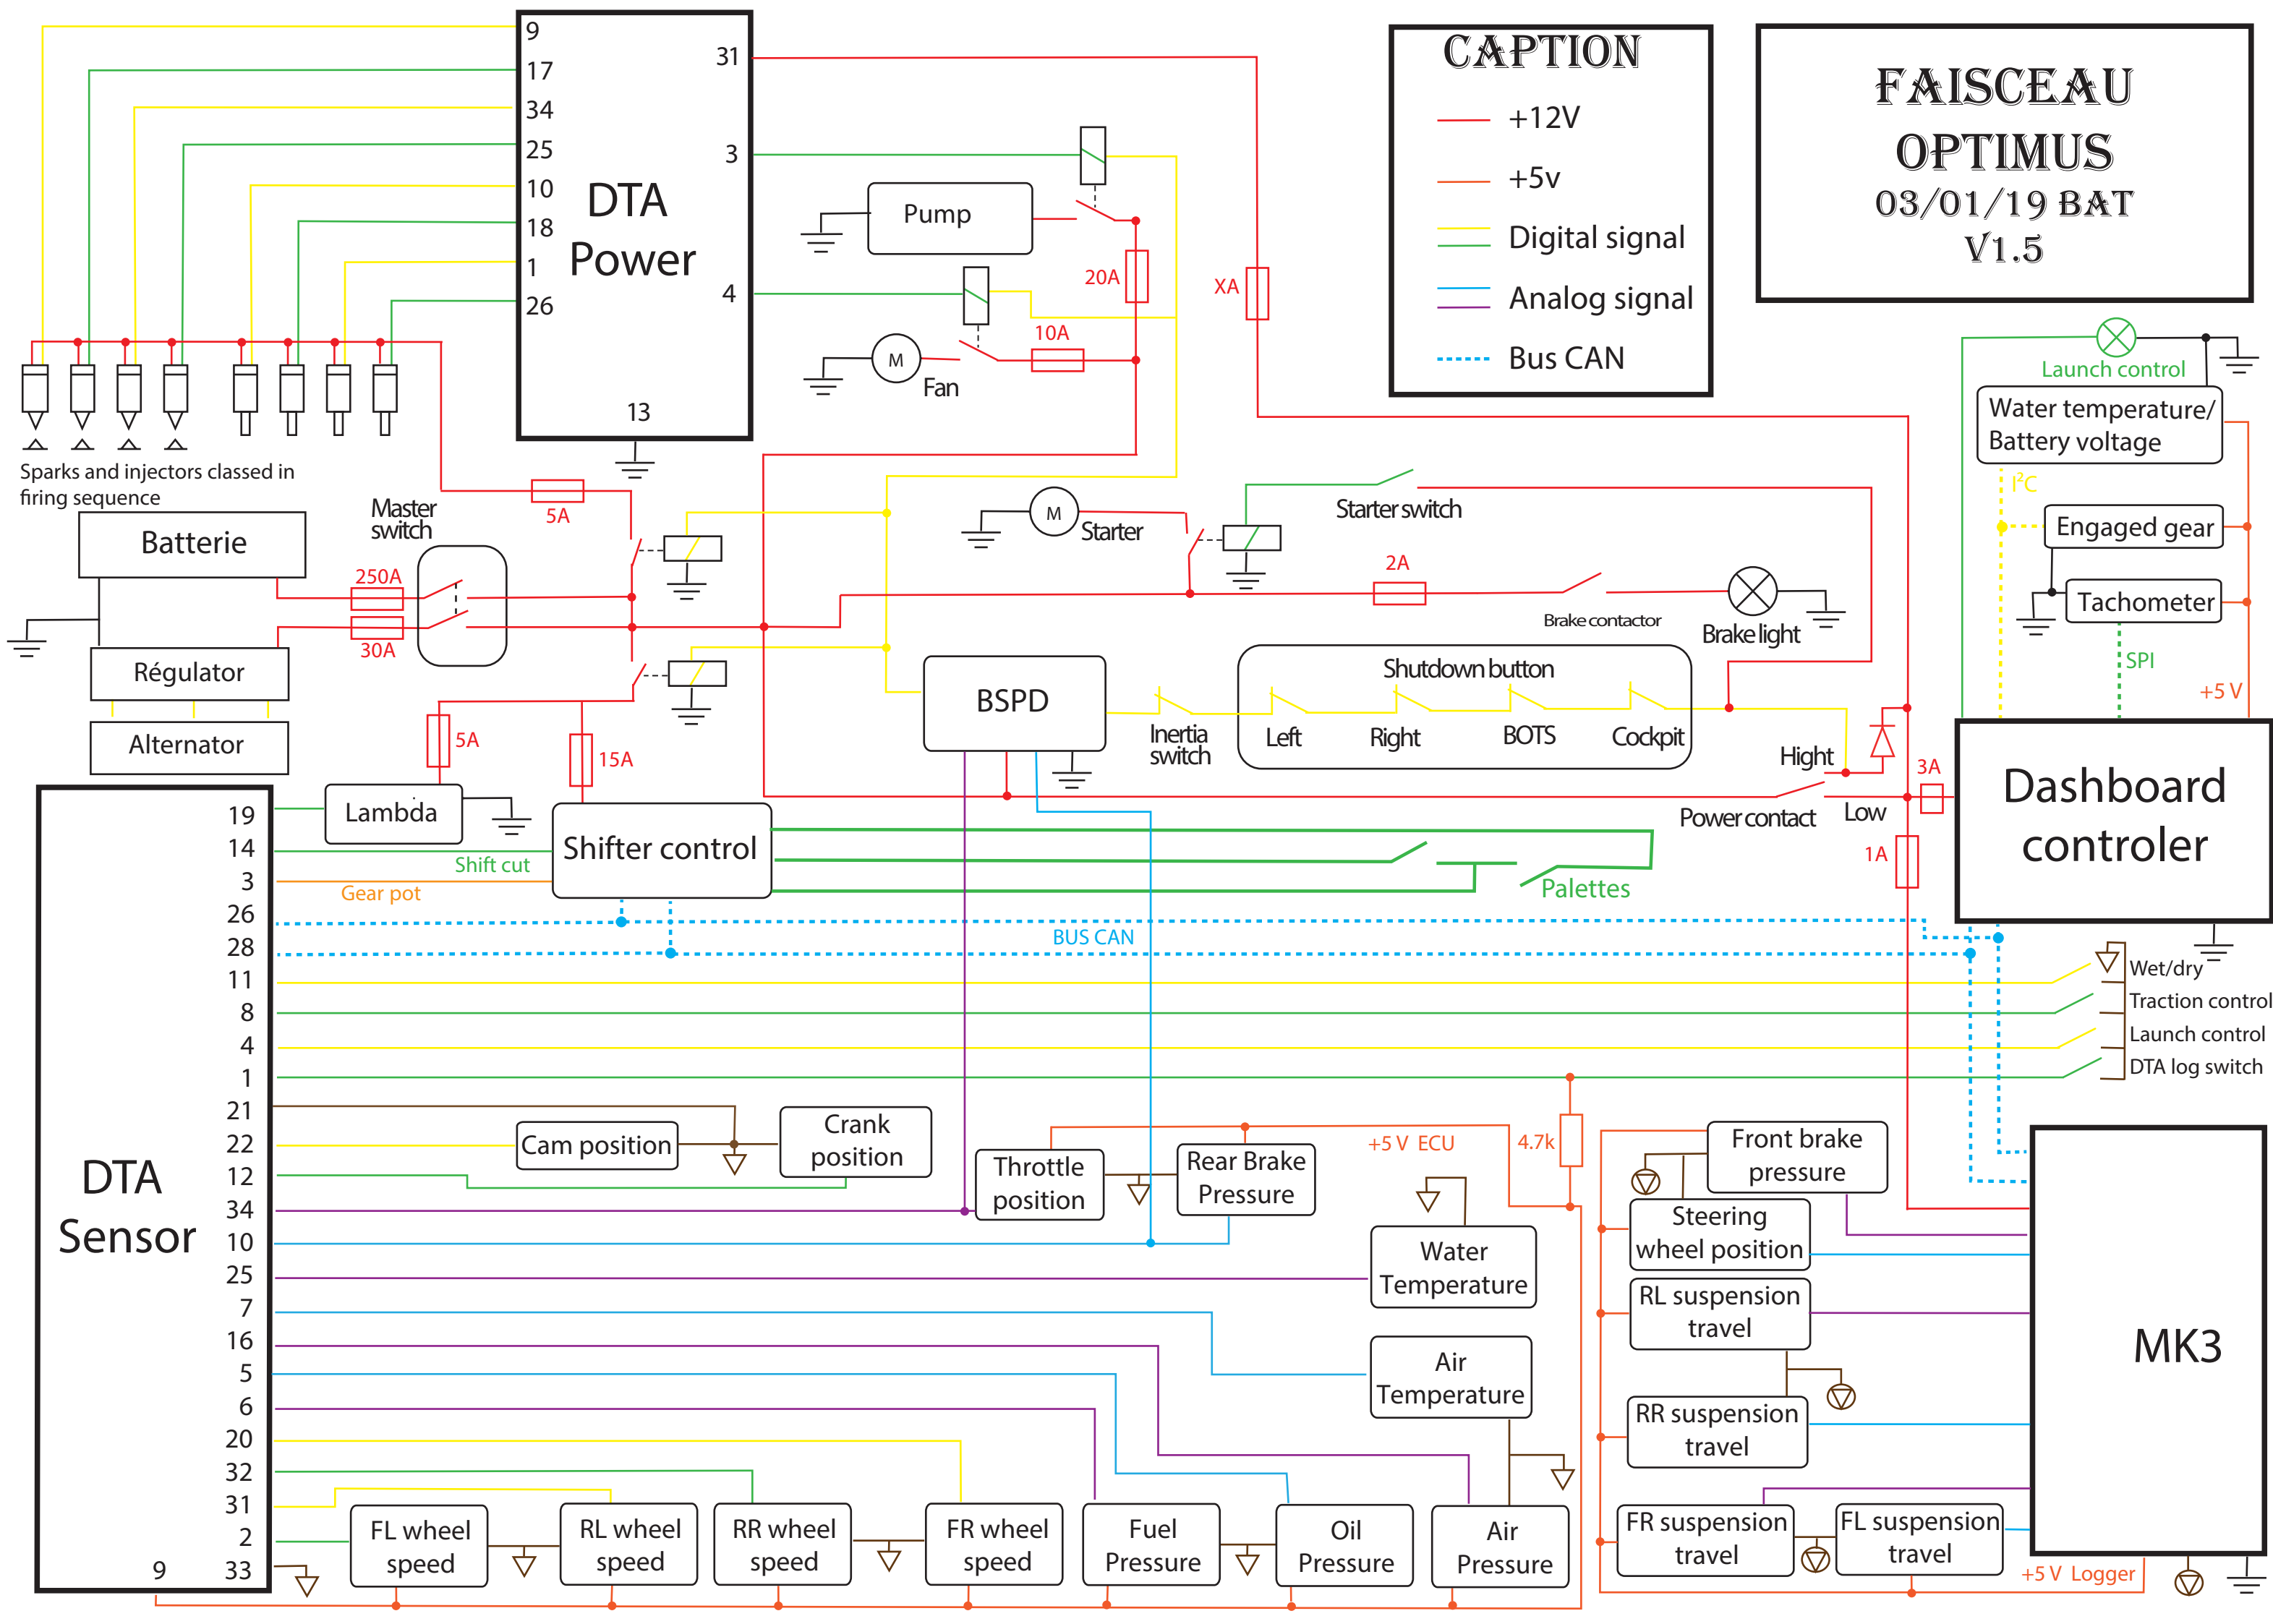 9
17
34
25
10
18
1
26
31
3
4
13
DTA
Power
Pump
20A
10A
M
Fan
XA
CAPTION
+12V
+5v
Digital signal
Analog signal
Bus CAN
FAISCEAU
OPTIMUS
03/01/19 BAT
V1.5
Launch control
Water temperature/
Battery voltage
I²C
Engaged gear
Tachometer
SPI
+5 V
Sparks and injectors classed in
firing sequence
5A
Master
switch
Batterie
250A
30A
Régulator
Alternator
M
Starter
Starter switch
2A
Brake contactor
Brake light
BSPD
Inertia
switch
Shutdown button
Left
Right
BOTS
Cockpit
Hight
Low
Power contact
3A
1A
Dashboard
controler
5A
15A
Lambda
Shifter control
Shift cut
Gear pot
Palettes
BUS CAN
Wet/dry
Traction control
Launch control
DTA log switch
DTA
Sensor
19
14
3
26
28
11
8
4
1
21
22
12
34
10
25
7
16
5
6
20
32
31
2
33
9
Cam position
Crank
position
Throttle
position
Rear Brake
Pressure
+5 V ECU
4.7k
Water
Temperature
Air
Temperature
FL wheel
speed
RL wheel
speed
RR wheel
speed
FR wheel
speed
Fuel
Pressure
Oil
Pressure
Air
Pressure
Front brake
pressure
Steering
wheel position
RL suspension
travel
RR suspension
travel
FR suspension
travel
FL suspension
travel
+5 V Logger
MK3